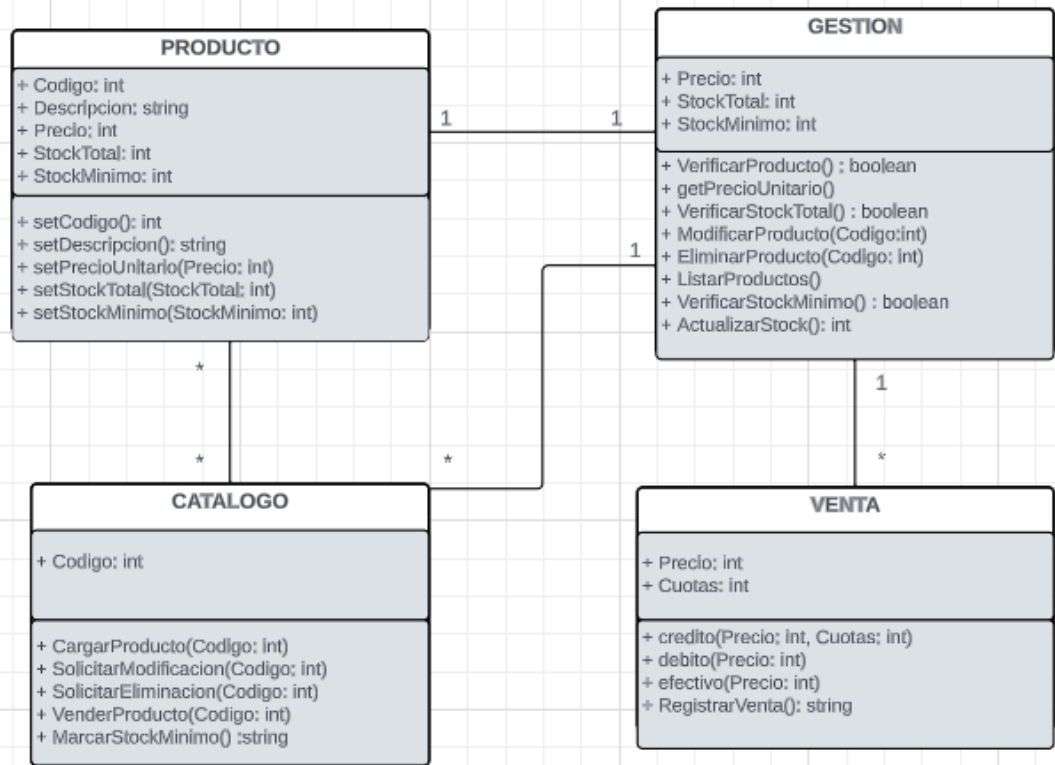 PRODUCTO
+ Codigo: int
+ Descripcion: string
+ Precio: int
+ StockTotal: int
+ StockMinimo: int
+ setCodigo(): int
+ setDescripcion(): string
+ setPrecioUnitario(Precio: int)
+ setStockTotal(StockTotal: int)
+ setStockMinimo(StockMinimo: int)
1
1
GESTION
+ Precio: int
+ StockTotal: int
+ StockMinimo: int
+ VerificarProducto() : boolean
+ getPrecioUnitario()
+ VerificarStockTotal() : boolean
+ ModificarProducto(Codigo:int)
+ EliminarProducto(Codigo: int)
+ ListarProductos()
+ VerificarStockMinimo() : boolean
+ ActualizarStock(): int
1
*
*
*
1
*
CATALOGO
+ Codigo: int
+ CargarProducto(Codigo: int)
+ SolicitarModificacion(Codigo: int)
+ SolicitarEliminacion(Codigo: int)
+ VenderProducto(Codigo: int)
+ MarcarStockMinimo() :string
VENTA
+ Precio: int
+ Cuotas: int
+ credito(Precio: int, Cuotas: int)
+ debito(Precio: int)
+ efectivo(Precio: int)
+ RegistrarVenta(): string